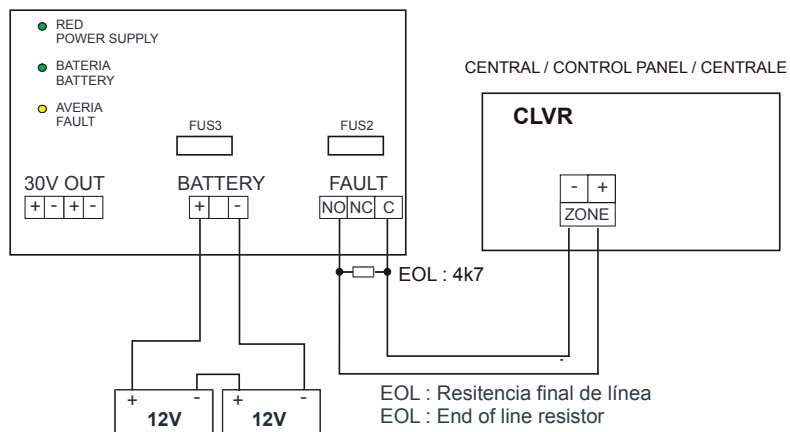 RED
POWER SUPPLY
BATERIA
BATTERY
AVERIA
FAULT
FUS3
FUS2
30V OUT
+ - + -
BATTERY
+ -
FAULT
NO NC C
EOL : 4k7
CENTRAL / CONTROL PANEL / CENTRALE
CLVR
- +
ZONE
+ - + -
12V 12V
EOL : Resitencia final de línea
EOL : End of line resistor